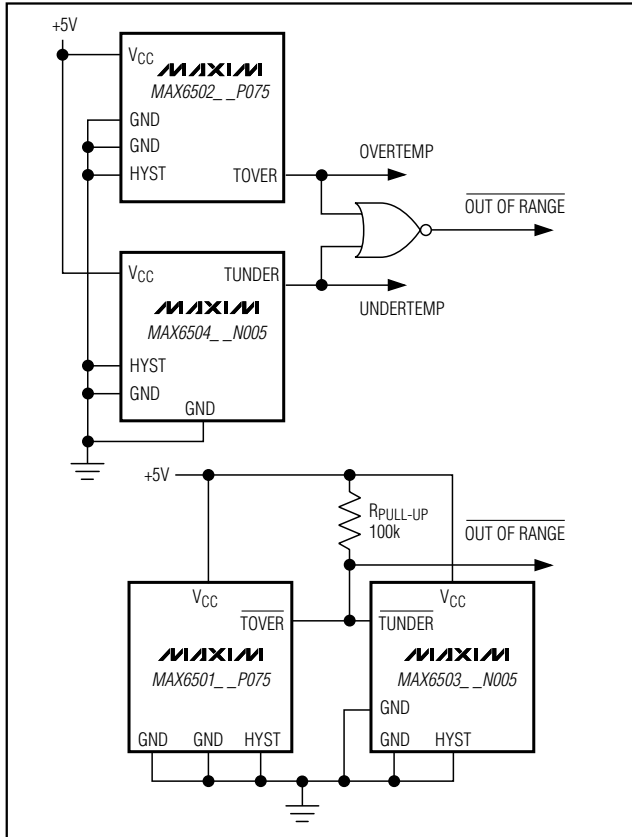 +5V
VCC
MAXIM
MAX6502_ _P075
GND
GND
HYST
TOVER
OVERTEMP
OUT OF RANGE
VCC
TUNDER
MAXIM
MAX6504_ _N005
UNDERTEMP
HYST
GND
GND
+5V
RPULL-UP
100k
OUT OF RANGE
VCC
TOVER
MAXIM
MAX6501_ _P075
GND
GND
HYST
VCC
TUNDER
MAXIM
MAX6503_ _N005
GND
GND
HYST